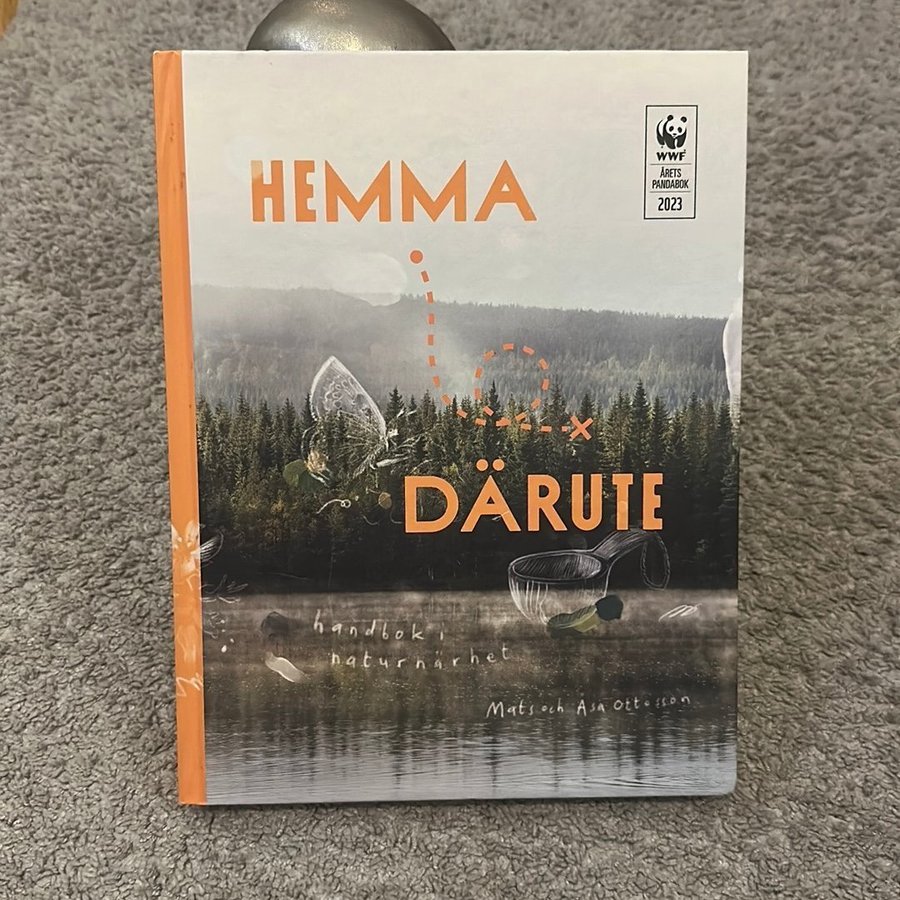 HEMMA
WWF
ÅRETS
PANDABOK
2023
DÄRUTE
handbok i
naturnärhet
Mats och Åsa Ottosson